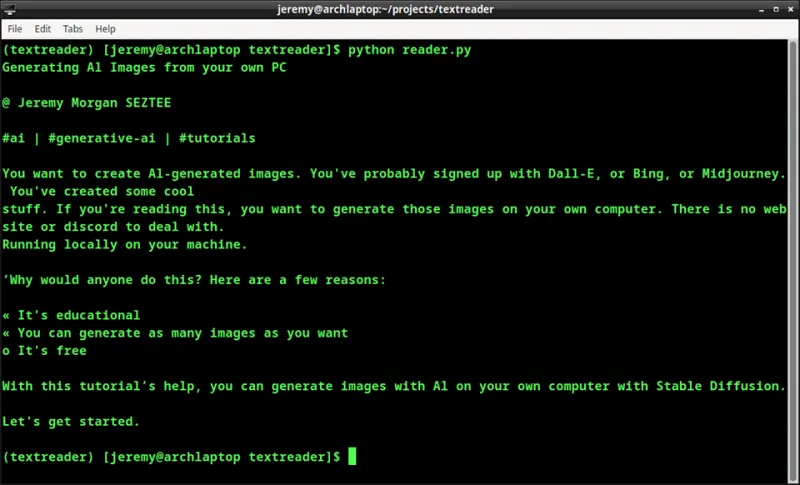 jeremy@archlaptop:~/projects/textreader
File Edit Tabs Help
(textreader) [jeremy@archlaptop textreader]$ python reader.py
Generating Al Images from your own PC
@ Jeremy Morgan SEZTEE
#ai | #generative-ai | #tutorials
You want to create Al-generated images. You've probably signed up with Dall-E, or Bing, or Midjourney.
You've created some cool
stuff. If you're reading this, you want to generate those images on your own computer. There is no web
site or discord to deal with.
Running locally on your machine.
‘Why would anyone do this? Here are a few reasons:
« It's educational
« You can generate as many images as you want
o It's free
With this tutorial’s help, you can generate images with Al on your own computer with Stable Diffusion.
Let's get started.
(textreader) [jeremy@archlaptop textreader]$